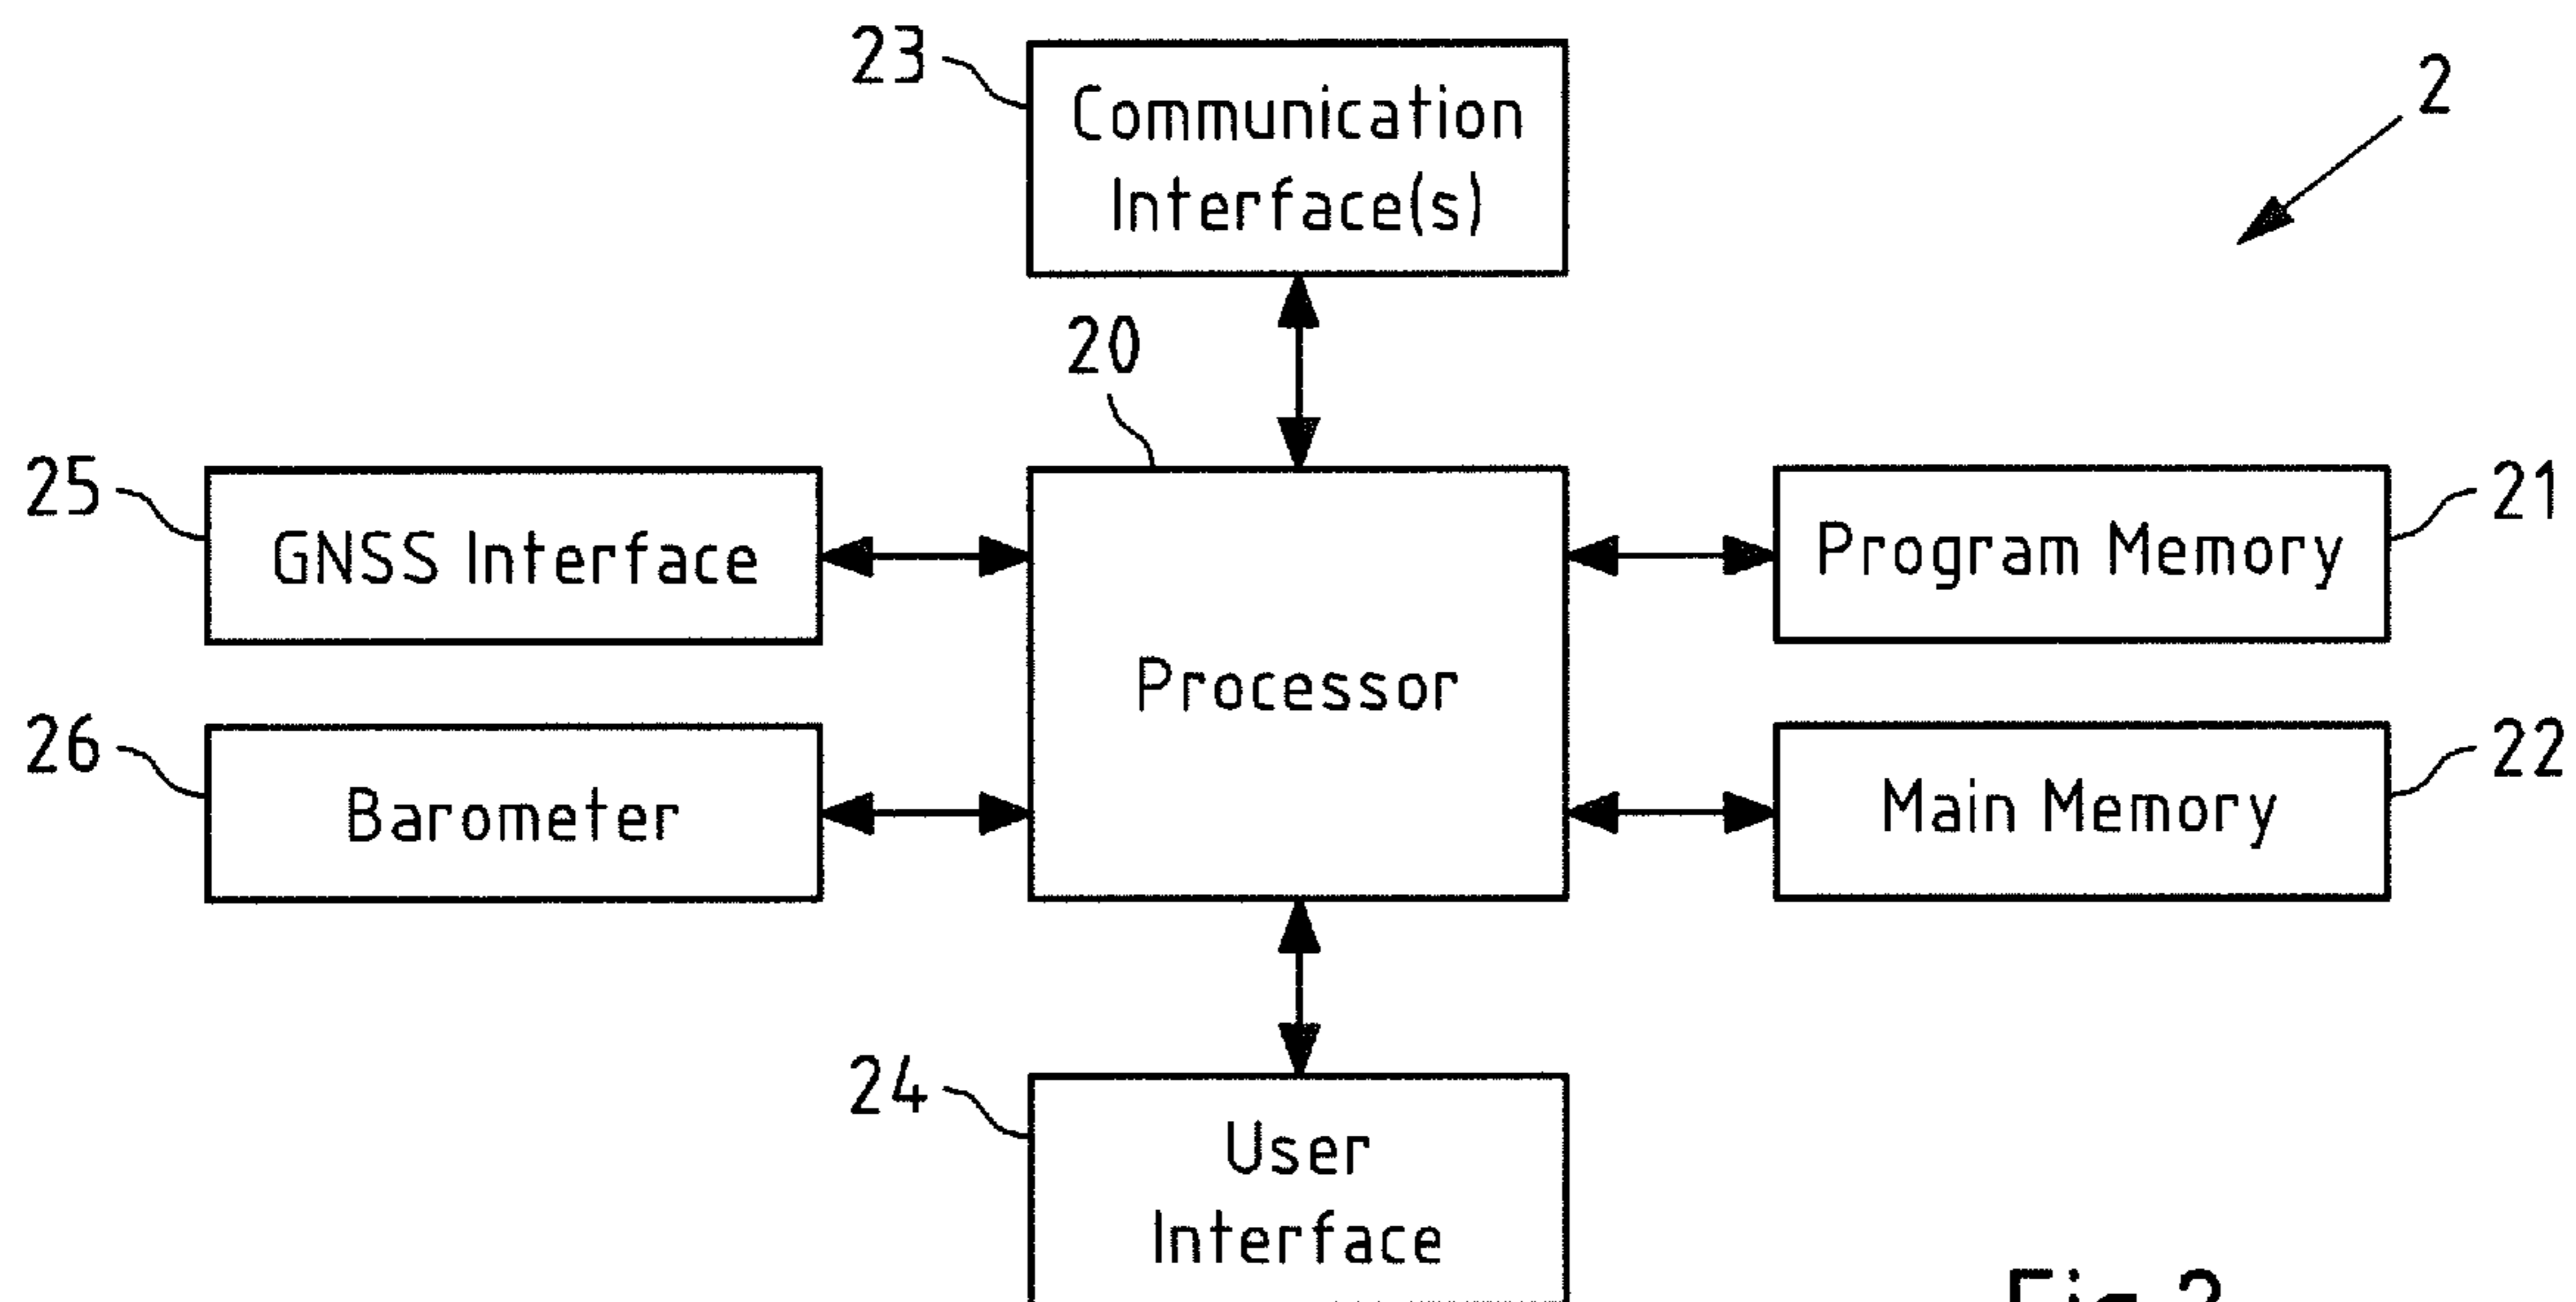 23
Communication
Interface(s)
2
20
25
GNSS Interface
Processor
Program Memory
21
26
Barometer
Main Memory
22
24
User
Interface